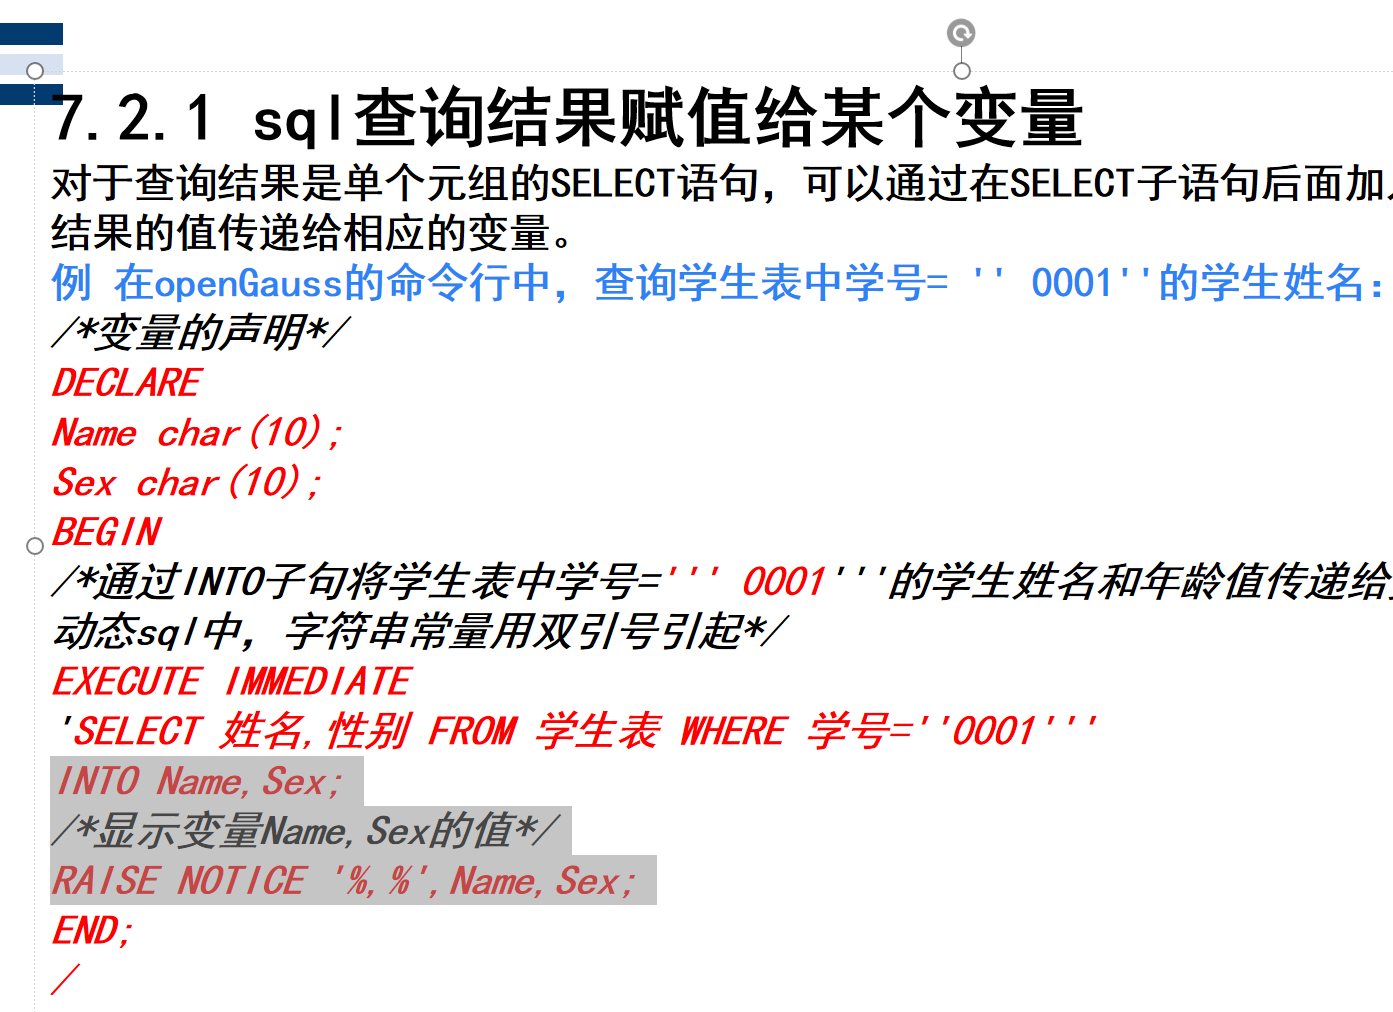 7.2.1 sql查询结果赋值给某个变量
对于查询结果是单个元组的SELECT语句，可以通过在SELECT子语句后面加
结果的值传递给相应的变量。
例 在openGauss的命令行中，查询学生表中学号= '' 0001''的学生姓名：
/*变量的声明*/
DECLARE
Name char(10);
Sex char(10);
BEGIN
/*通过INTO子句将学生表中学号=''' 0001'''的学生姓名和年龄值传递给
动态sql中，字符串常量用双引号引起*/
EXECUTE IMMEDIATE
'SELECT 姓名,性别 FROM 学生表 WHERE 学号=''0001'''
INTO Name,Sex;
/*显示变量Name,Sex的值*/
RAISE NOTICE '%,%',Name,Sex;
END;
/